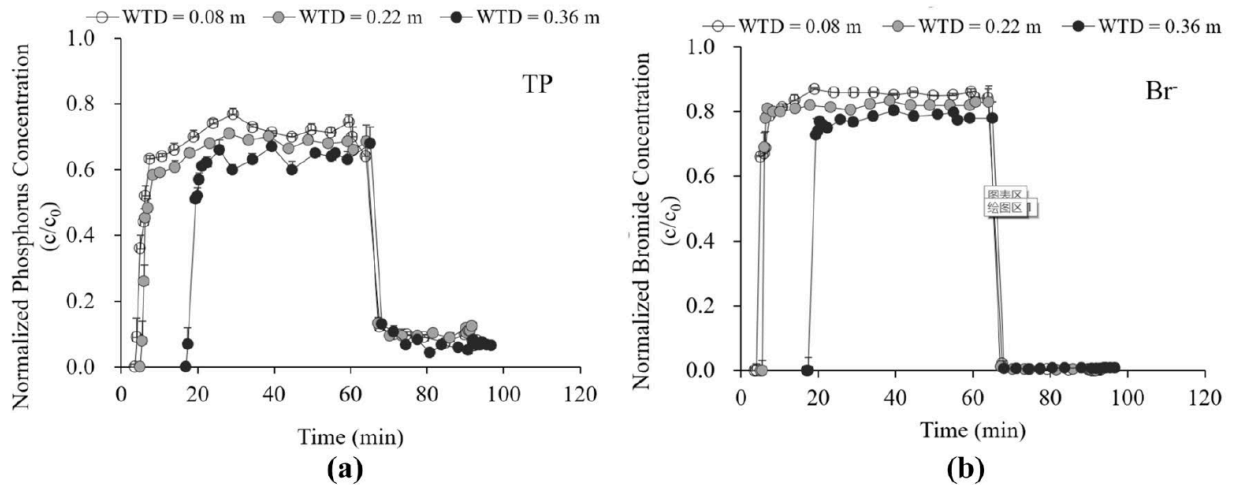 WTD = 0.08 m WTD = 0.22 m WTD = 0.36 m
TP
Normalized Phosphorus Concentration
(c/c₀)
1.0
0.8
0.6
0.4
0.2
0.0
0 20 40 60 80 100 120
Time (min)
(a)
WTD = 0.08 m WTD = 0.22 m WTD = 0.36 m
Br⁻
Normalized Bromide Concentration
(c/c₀)
1.0
0.8
0.6
0.4
0.2
0.0
图表区
绘图区
0 20 40 60 80 100 120
Time (min)
(b)